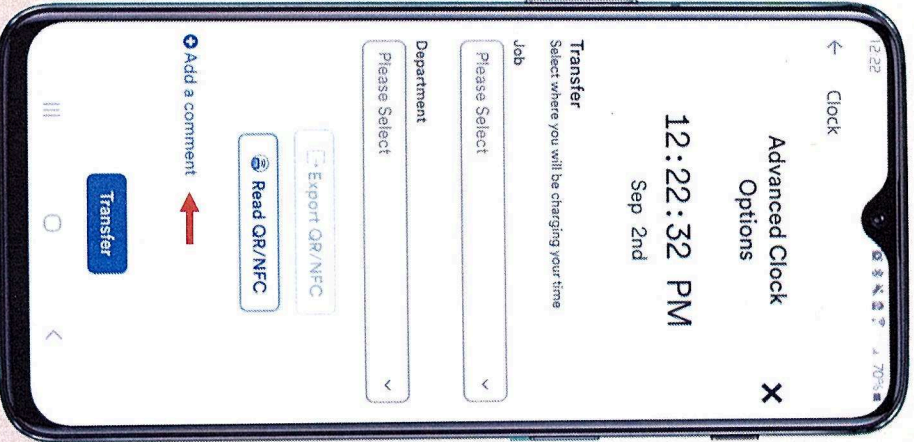 12:22
70%
Clock
Advanced Clock
Options
12:22:32 PM
Sep 2nd
Transfer
Select where you will be charging your time
Job
Please Select
Department
Please Select
Export QR/NFC
Read QR/NFC
Add a comment
Transfer